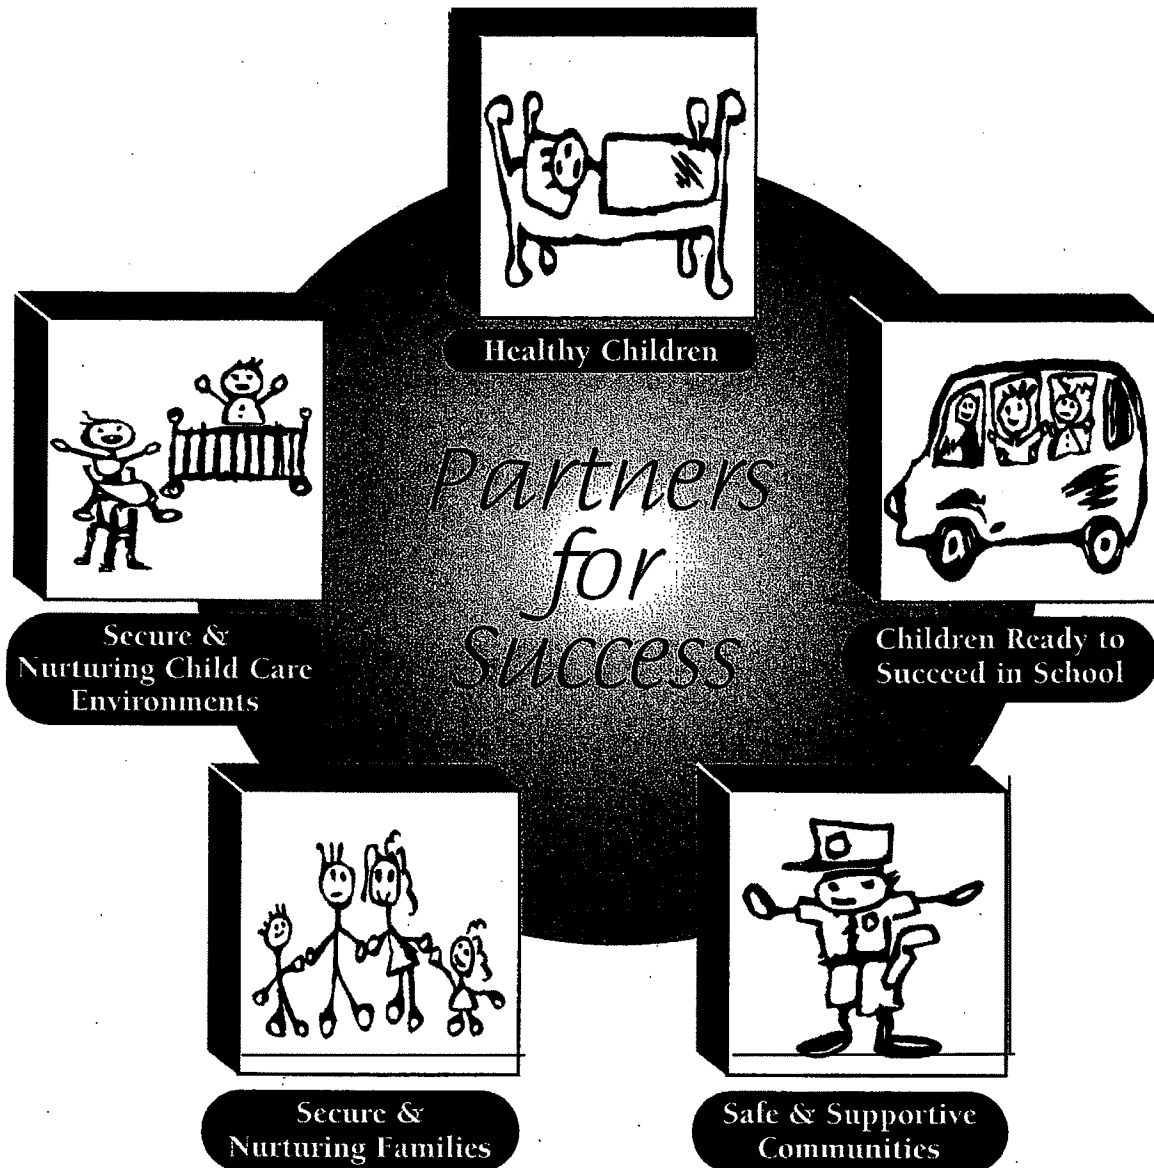 Healthy Children
Partners
for
Success
Secure &
Nurturing Child Care
Environments
Children Ready to
Succeed in School
Secure &
Nurturing Families
Safe & Supportive
Communities